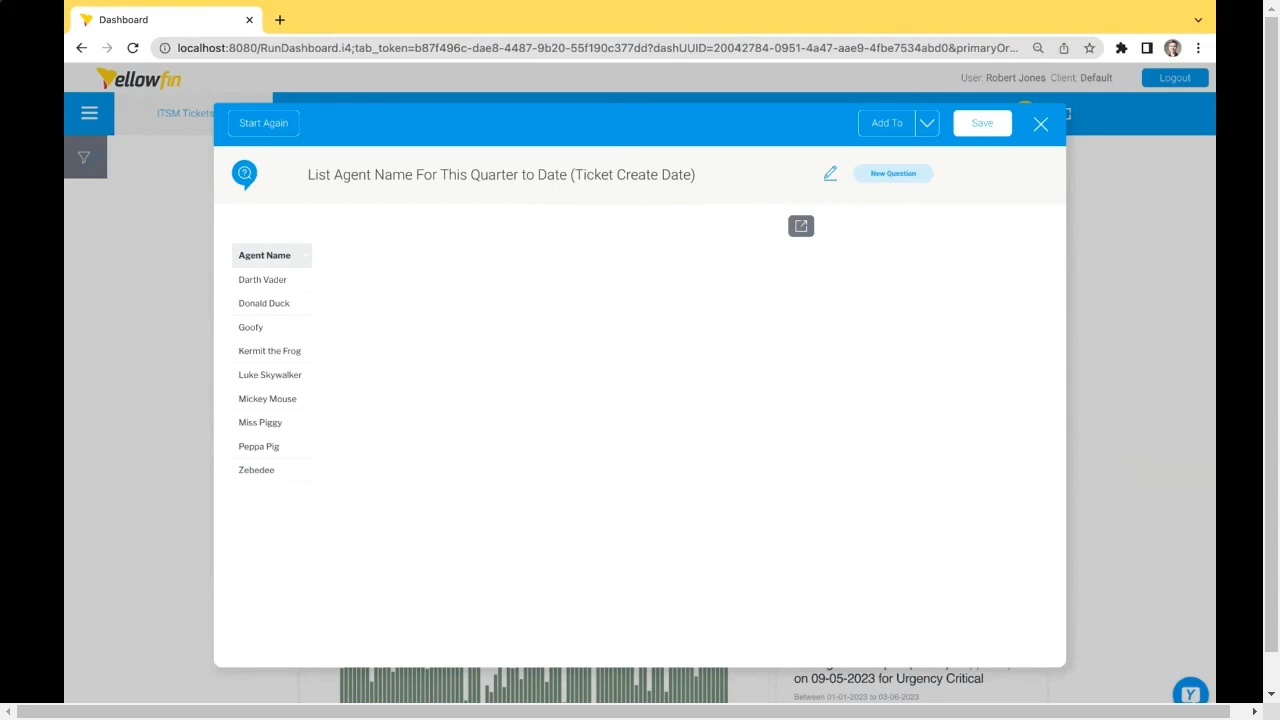 Dashboard
localhost:8080/RunDashboard.i4;tab_token=b87f496c-dae8-4487-9b20-55f190c377dd?dashUUID=20042784-0951-4a47-aae9-4fbe7534abd0&primaryOr...
Yellowfin
User: Robert Jones Client: Default
Logout
ITSM Tickets
Start Again
Add To
Save
List Agent Name For This Quarter to Date (Ticket Create Date)
New Question
Agent Name
Darth Vader
Donald Duck
Goofy
Kermit the Frog
Luke Skywalker
Mickey Mouse
Miss Piggy
Peppa Pig
Zebedee
on 09-05-2023 for Urgency Critical
Between 01-01-2023 to 03-06-2023